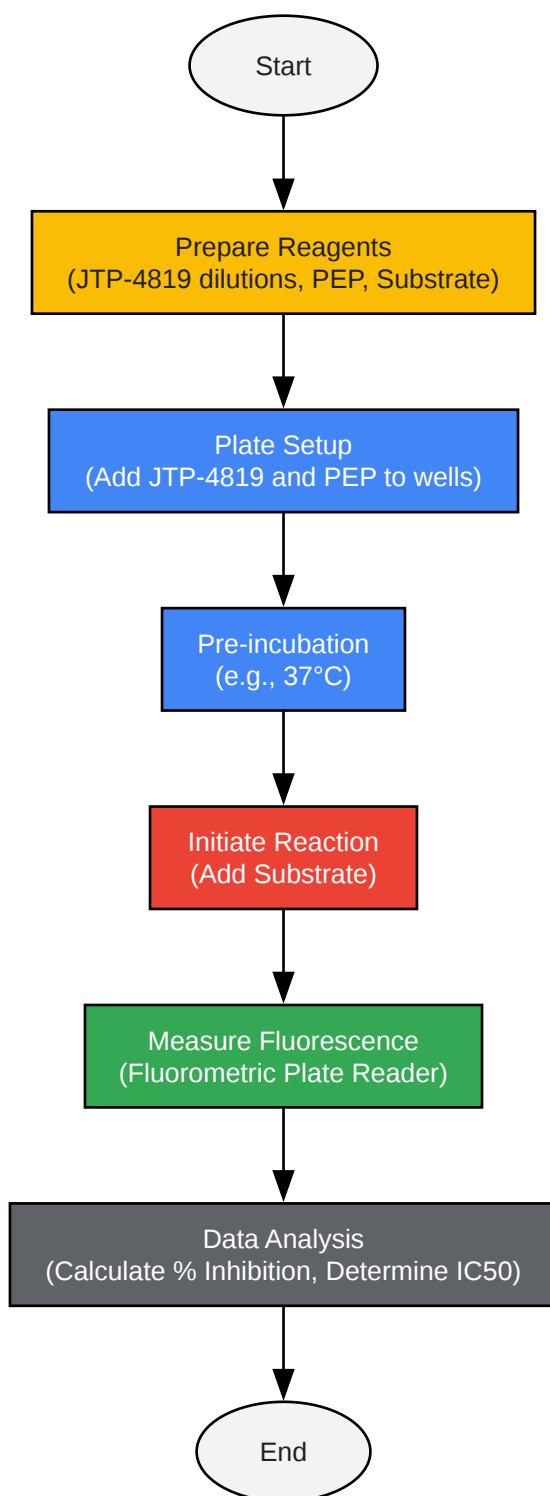 Start
Prepare Reagents
(JTP-4819 dilutions, PEP, Substrate)
Plate Setup
(Add JTP-4819 and PEP to wells)
Pre-incubation
(e.g., 37°C)
Initiate Reaction
(Add Substrate)
Measure Fluorescence
(Fluorometric Plate Reader)
Data Analysis
(Calculate % Inhibition, Determine IC50)
End